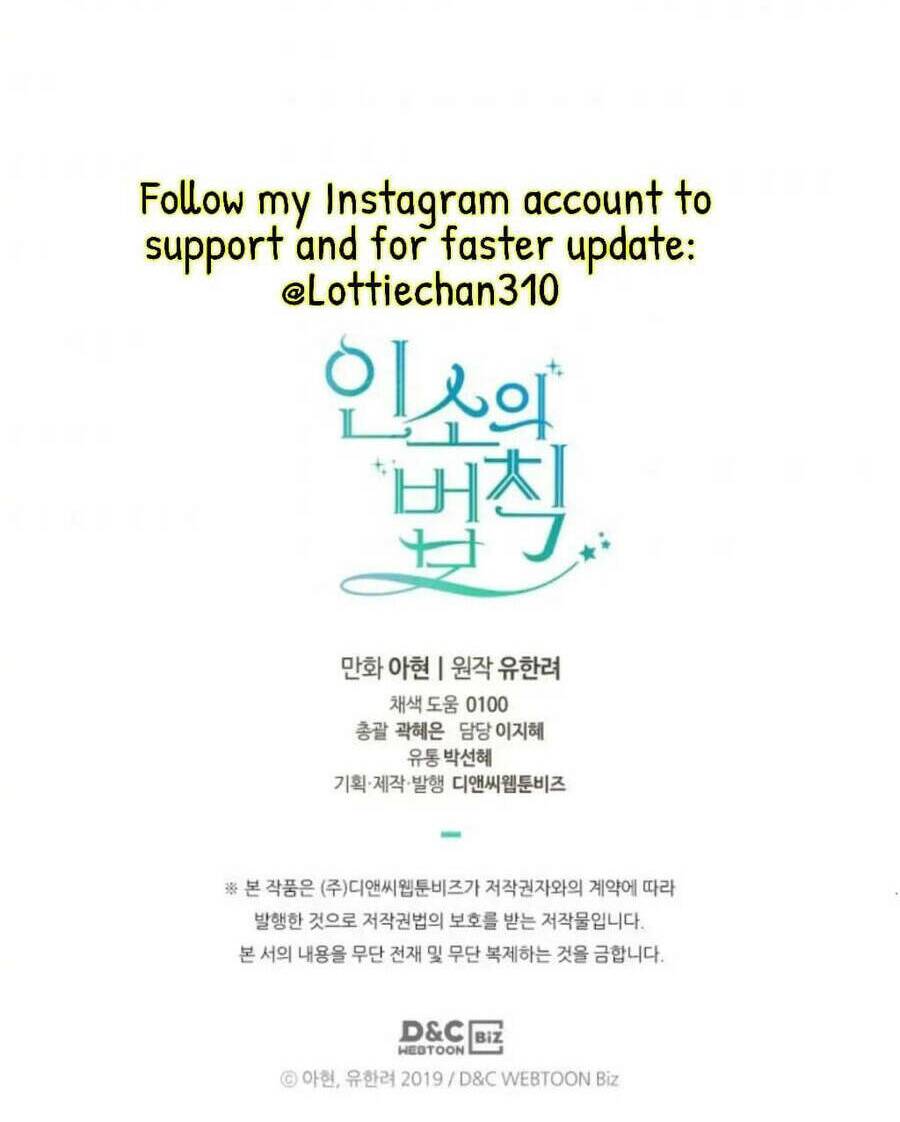 Follow my Instagram account to
support and for faster update:
@Lottiechan310
인소의
법칙
만화 아현 | 원작 유한려
채색 도움 0100
총괄 곽혜은 담당 이지혜
유통 박선혜
기획·제작·발행 디앤씨웹툰비즈
※ 본 작품은 (주)디앤씨웹툰비즈가 저작권자와의 계약에 따라
발행한 것으로 저작권법의 보호를 받는 저작물입니다.
본 서의 내용을 무단 전재 및 무단 복제하는 것을 금합니다.
D&C BiZ
WEBTOON
ⓒ 아현, 유한려 2019 / D&C WEBTOON Biz